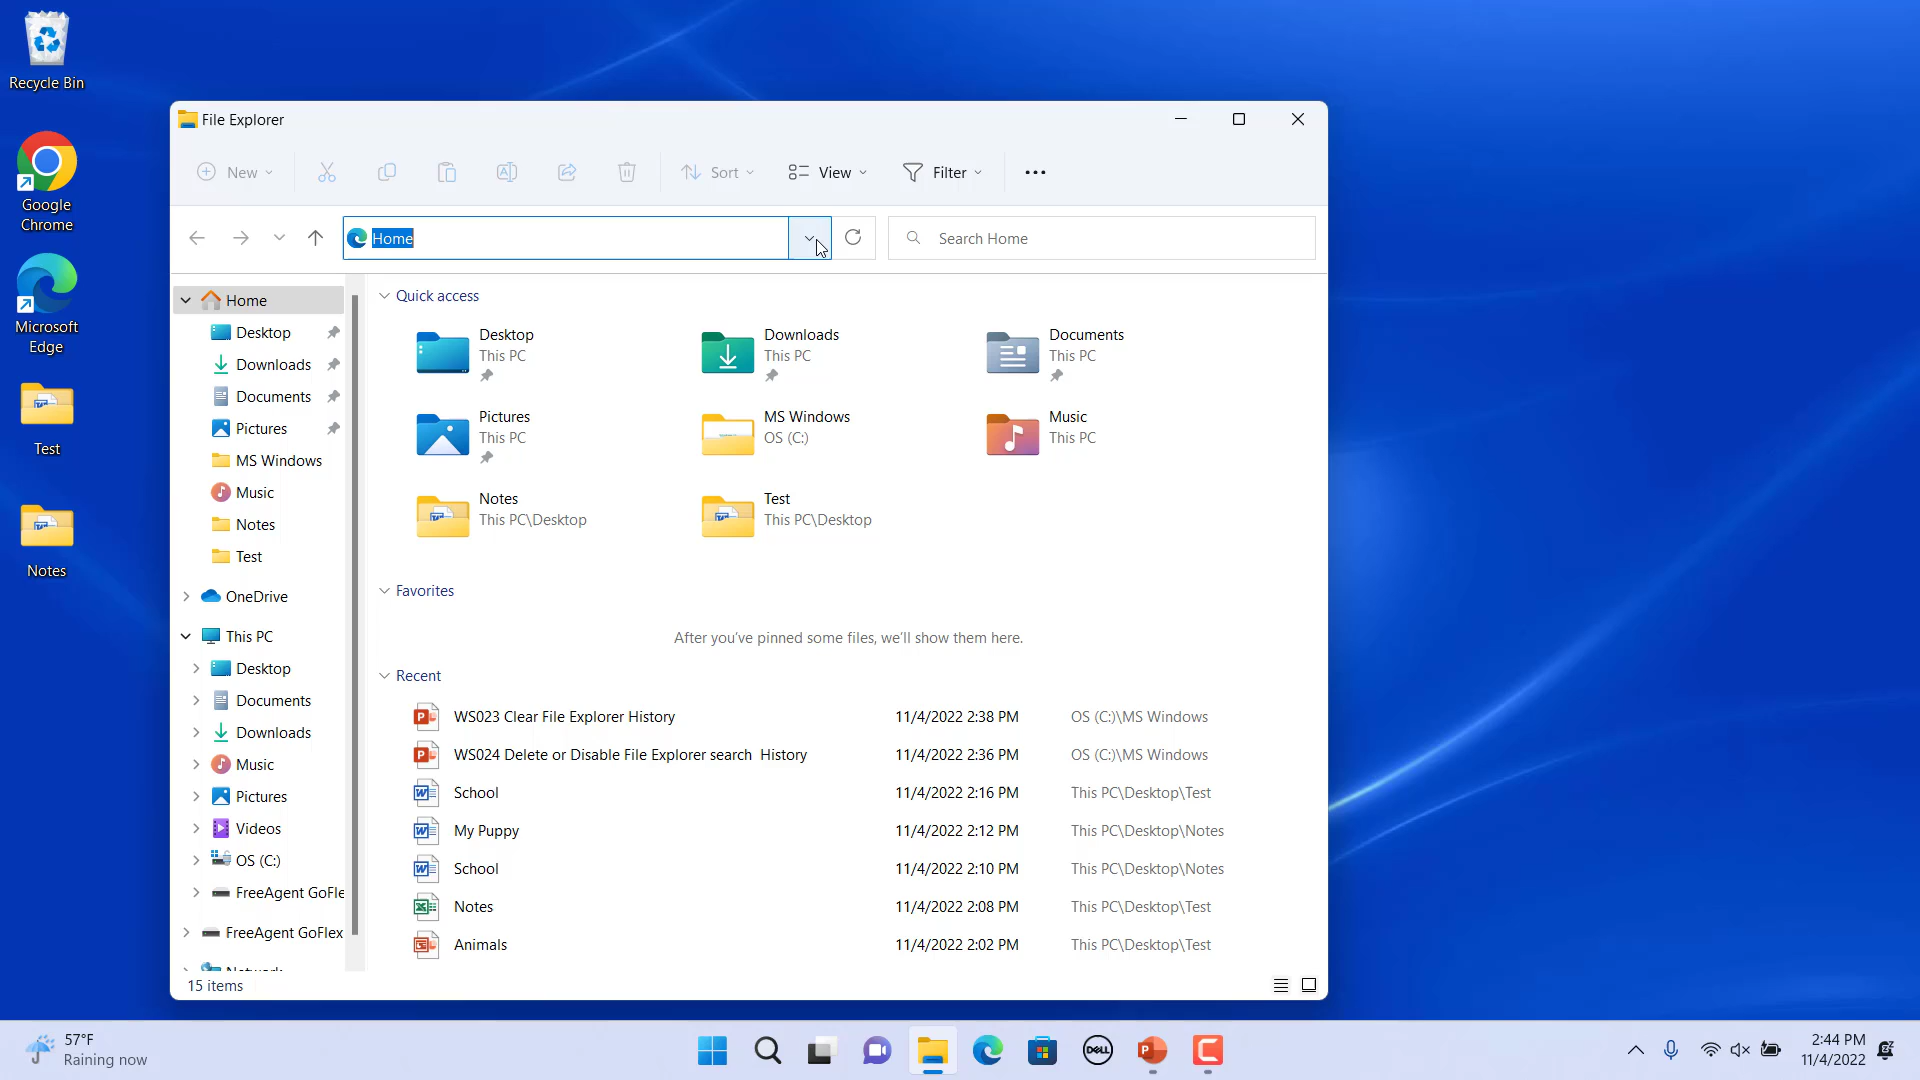 Recycle Bin
Google
Chrome
Microsoft
Edge
Test
Notes
File Explorer
New
Sort
View
Filter
Home
Search Home
Home
Desktop
Downloads
Documents
Pictures
MS Windows
Music
Notes
Test
OneDrive
This PC
Desktop
Documents
Downloads
Music
Pictures
Videos
OS (C:)
FreeAgent GoFle
FreeAgent GoFlex
Network
Quick access
Desktop
This PC
Downloads
This PC
Documents
This PC
Pictures
This PC
MS Windows
OS (C:)
Music
This PC
Notes
This PC\Desktop
Test
This PC\Desktop
Favorites
After you've pinned some files, we'll show them here.
Recent
WS023 Clear File Explorer History 11/4/2022 2:38 PM OS (C:)\MS Windows
WS024 Delete or Disable File Explorer search  History 11/4/2022 2:36 PM OS (C:)\MS Windows
School 11/4/2022 2:16 PM This PC\Desktop\Test
My Puppy 11/4/2022 2:12 PM This PC\Desktop\Notes
School 11/4/2022 2:10 PM This PC\Desktop\Notes
Notes 11/4/2022 2:08 PM This PC\Desktop\Test
Animals 11/4/2022 2:02 PM This PC\Desktop\Test
15 items
57°F
Raining now
DELL
2:44 PM
11/4/2022